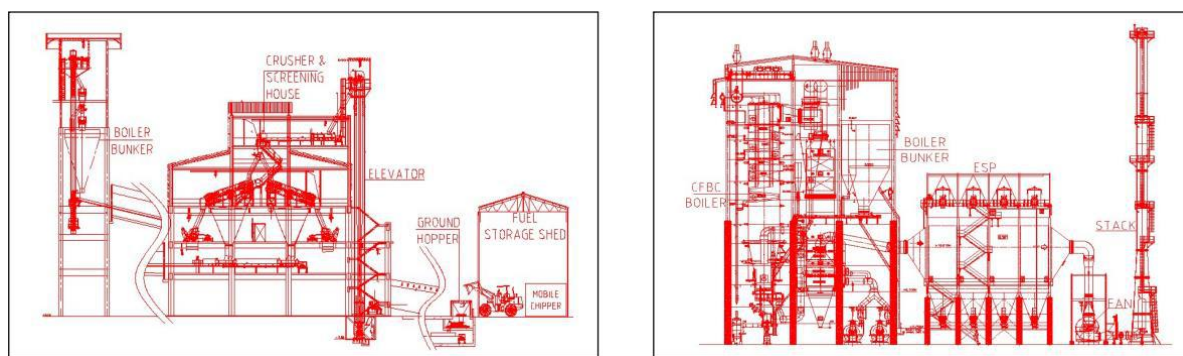 CRUSHER &
SCREENING
HOUSE
BOILER
BUNKER
ELEVATOR
GROUND
HOPPER
FUEL
STORAGE SHED
MOBILE
CHIPPER
BOILER
BUNKER
CFBC
BOILER
ESP
STACK
FAN